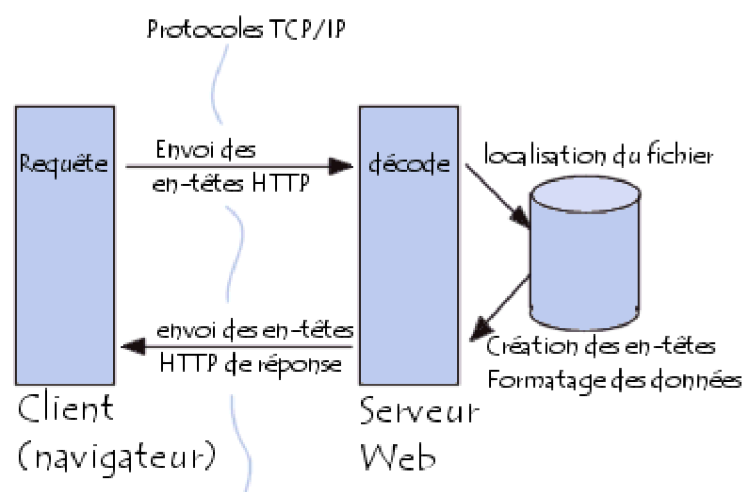 Protocoles TCP/IP
Requête
Envoi des
en-têtes HTTP
décode
localisation du fichier
envoi des en-têtes
HTTP de réponse
Création des en-têtes
Formatage des données
Client
(navigateur)
Serveur
Web